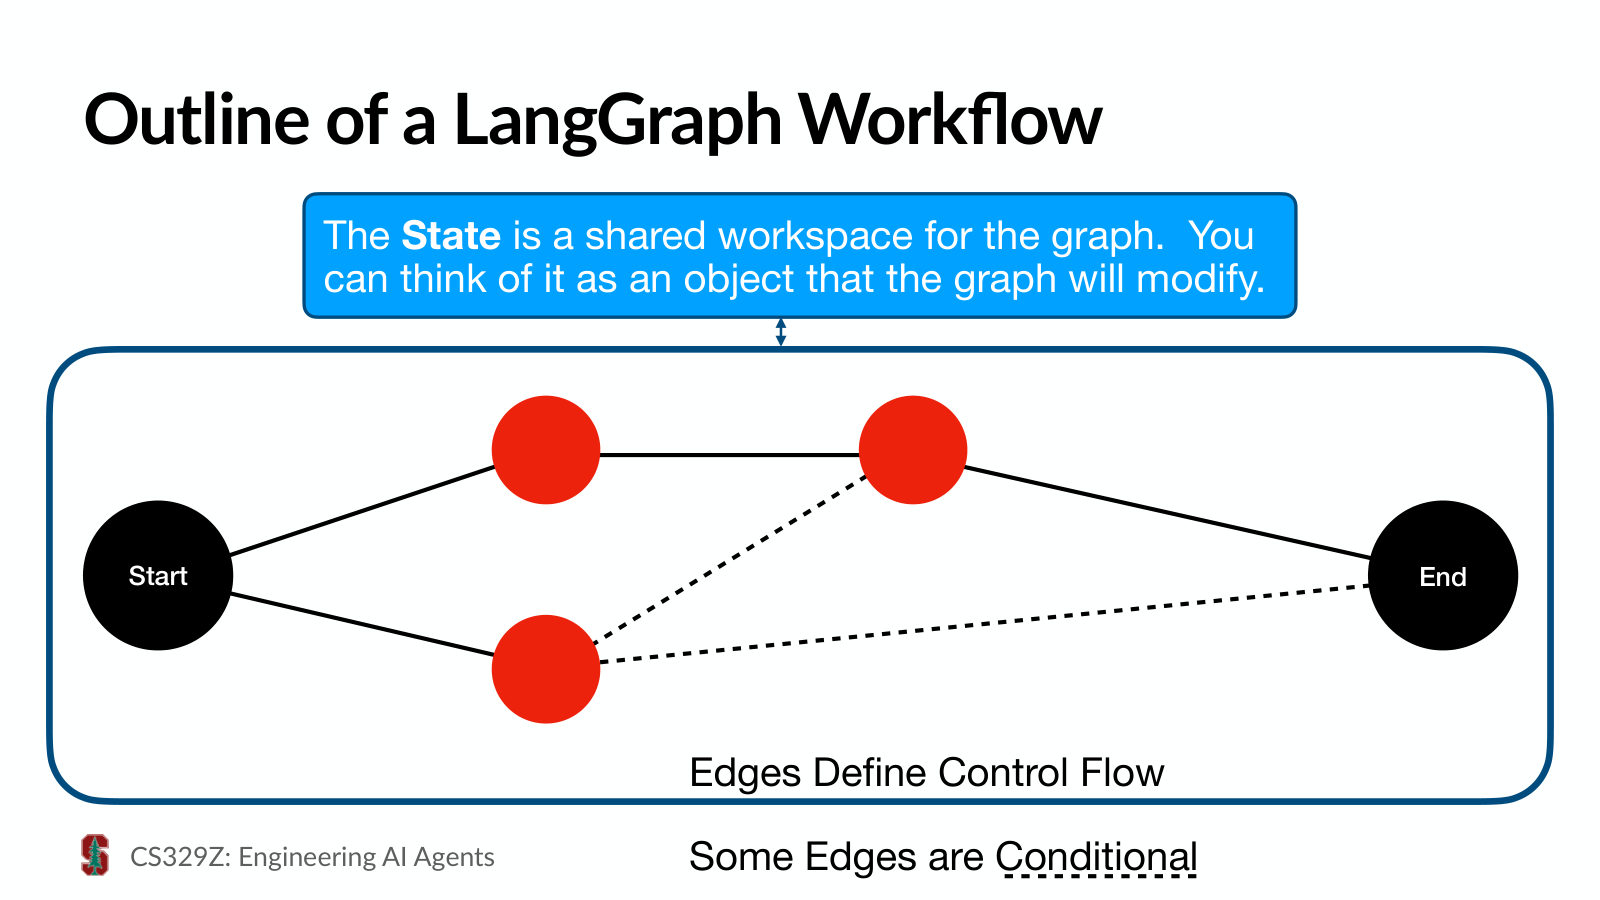 Outline of a LangGraph Workflow
The State is a shared workspace for the graph.  You
can think of it as an object that the graph will modify.
Start
End
Edges Define Control Flow
Some Edges are Conditional
CS329Z: Engineering AI Agents